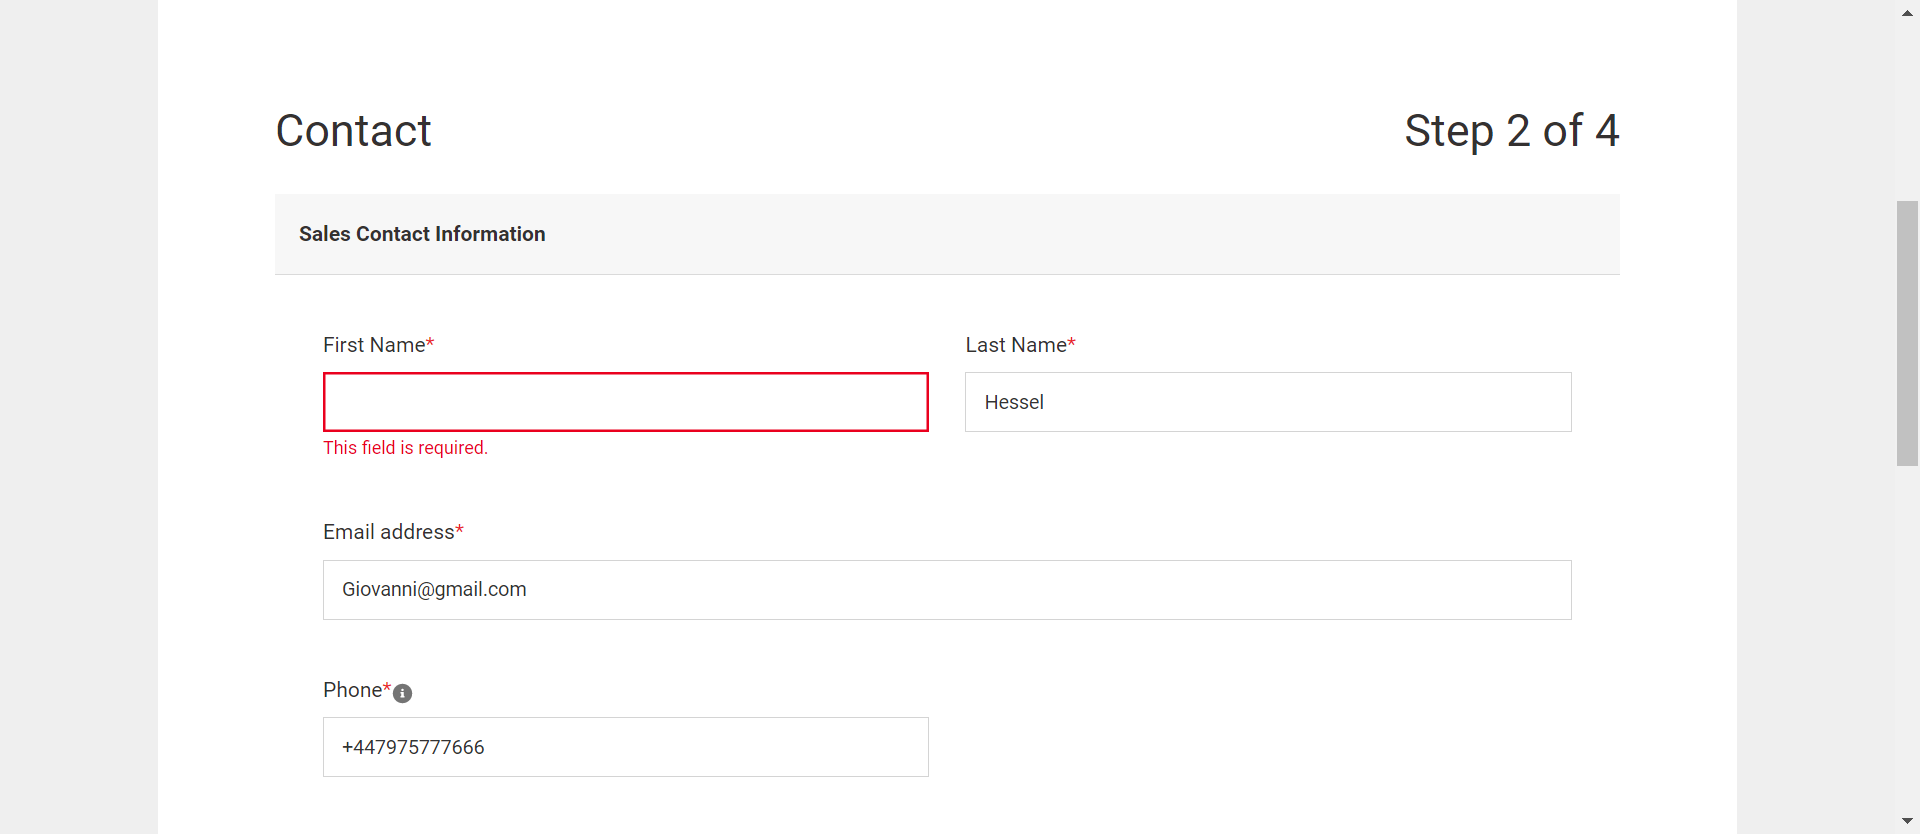 Contact
Step 2 of 4
Sales Contact Information
First Name*
Last Name*
Hessel
This field is required.
Email address*
Giovanni@gmail.com
Phone*
+447975777666